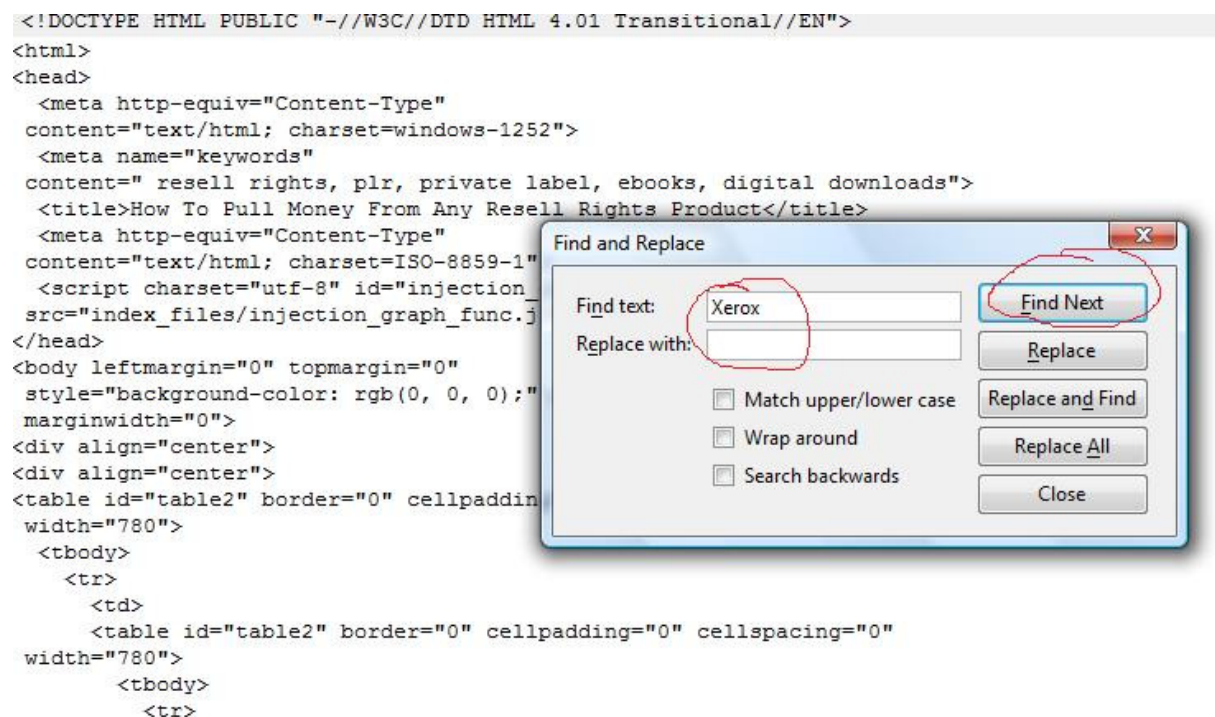 <!DOCTYPE HTML PUBLIC "-//W3C//DTD HTML 4.01 Transitional//EN">
<html>
<head>
<meta http-equiv="Content-Type"
content="text/html; charset=windows-1252">
<meta name="keywords"
content=" resell rights, plr, private label, ebooks, digital downloads">
<title>How To Pull Money From Any Resell Rights Product</title>
<meta http-equiv="Content-Type"
content="text/html; charset=ISO-8859-1"
<script charset="utf-8" id="injection_
src="index_files/injection_graph_func.j
</head>
<body leftmargin="0" topmargin="0"
style="background-color: rgb(0, 0, 0);"
marginwidth="0">
<div align="center">
<div align="center">
<table id="table2" border="0" cellpaddin
width="780">
<tbody>
<tr>
<td>
<table id="table2" border="0" cellpadding="0" cellspacing="0"
width="780">
<tbody>
<tr>
Find and Replace
Find text:
Xerox
Find Next
Replace with:
Replace
Match upper/lower case
Replace and Find
Wrap around
Replace All
Search backwards
Close